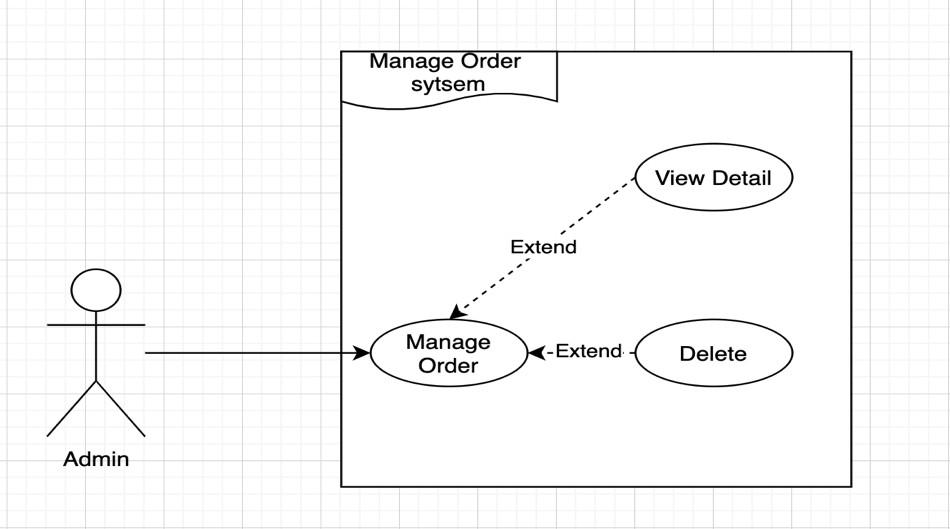 Manage Order
sytsem
View Detail
Extend
Manage
Order
Extend
Delete
Admin